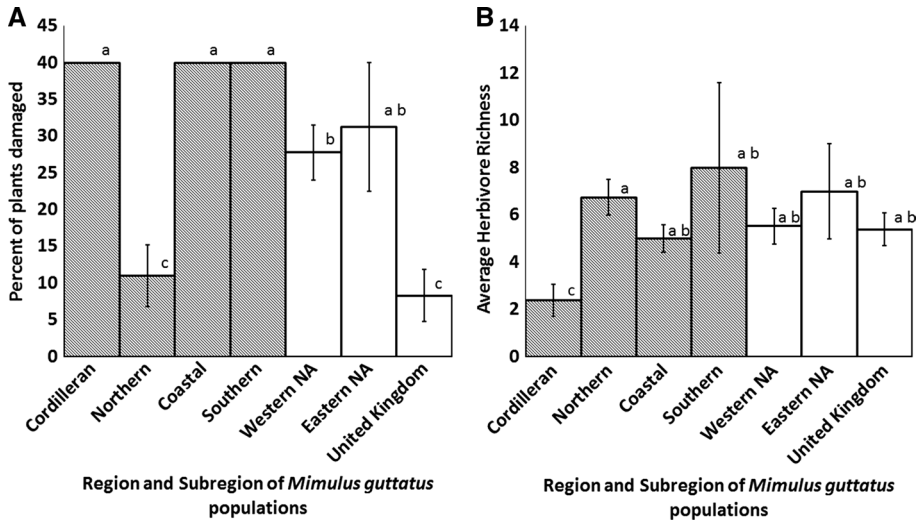 A
Percent of plants damaged
45
40
35
30
25
20
15
10
5
0
a
c
a
a
b
a b
c
Cordilleran
Northern
Coastal
Southern
Western NA
Eastern NA
United Kingdom
Region and Subregion of Mimulus guttatus
populations
B
Average Herbivore Richness
14
12
10
8
6
4
2
0
c
a
a b
a b
a b
a b
a b
Cordilleran
Northern
Coastal
Southern
Western NA
Eastern NA
United Kingdom
Region and Subregion of Mimulus guttatus
populations